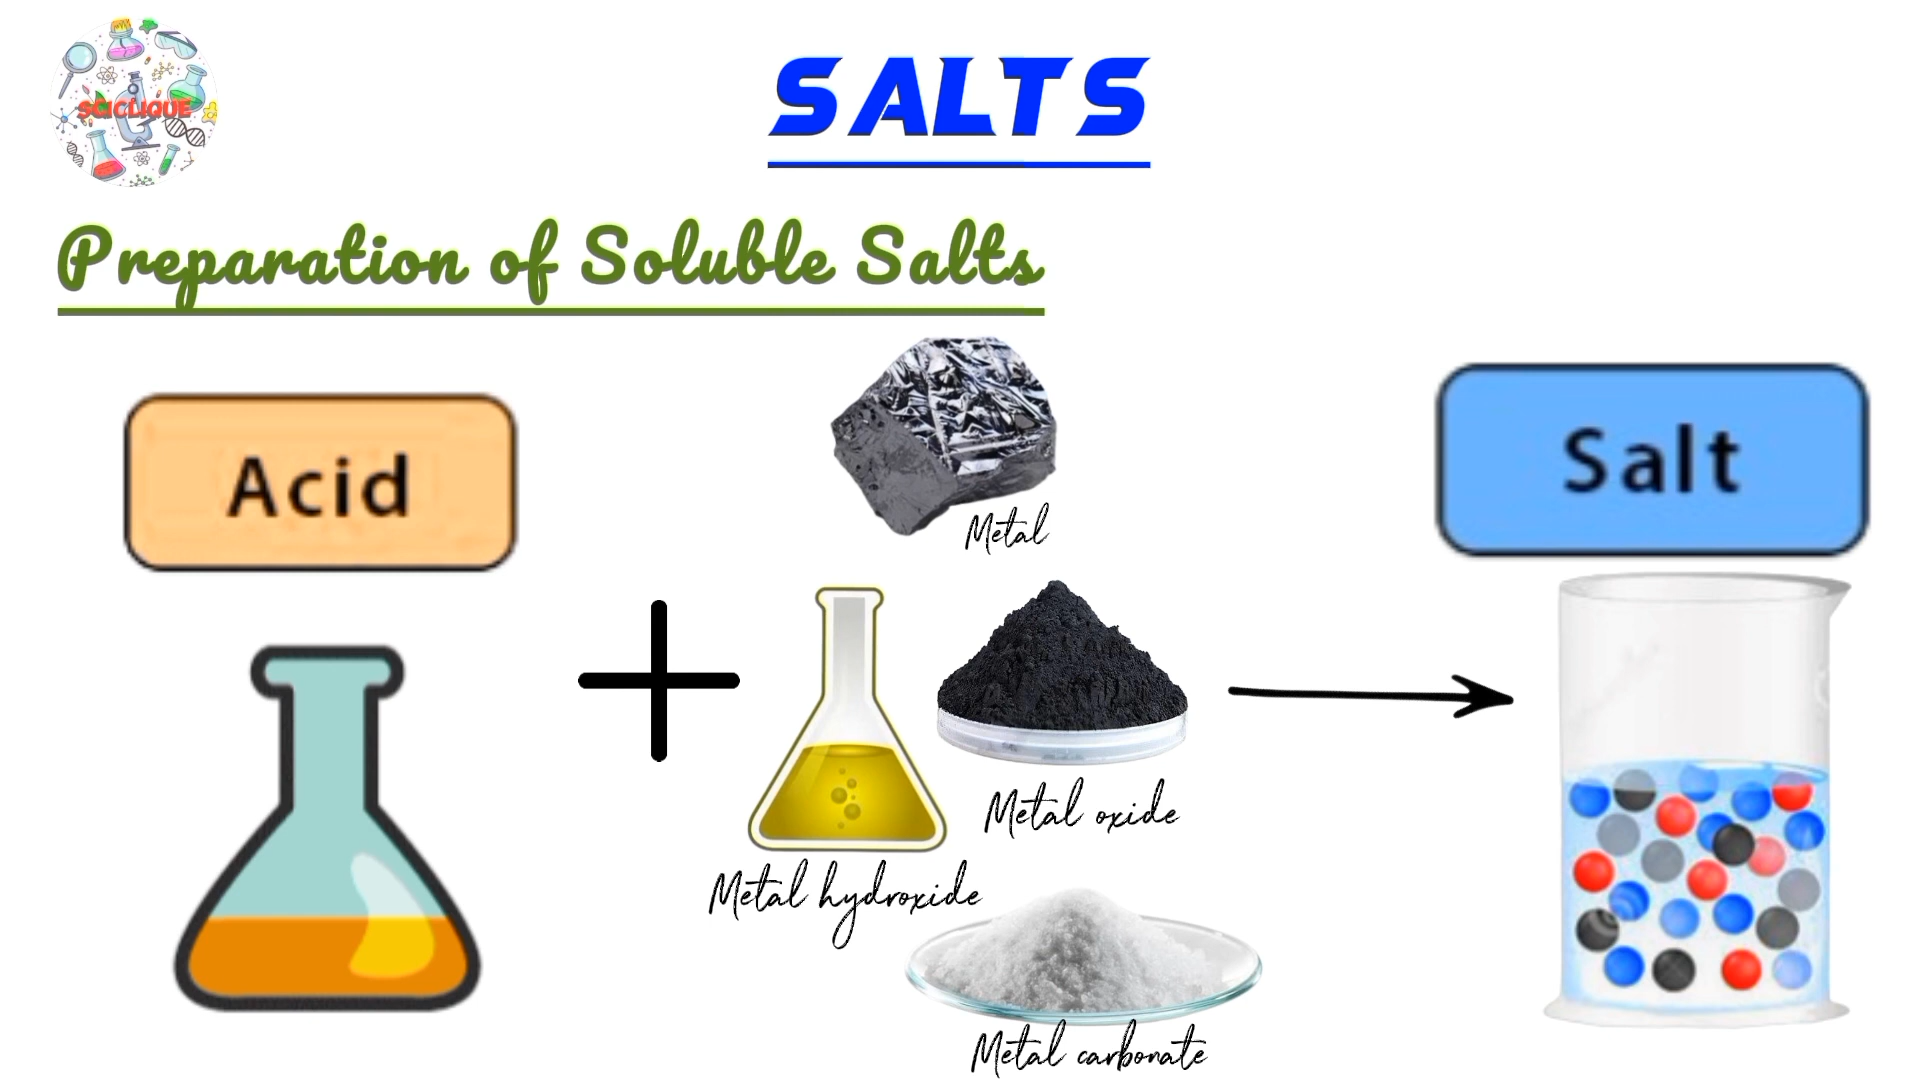 SCICLIQUE
SALTS
Preparation of Soluble Salts
Acid
Metal
Salt
Metal oxide
Metal hydroxide
Metal carbonate